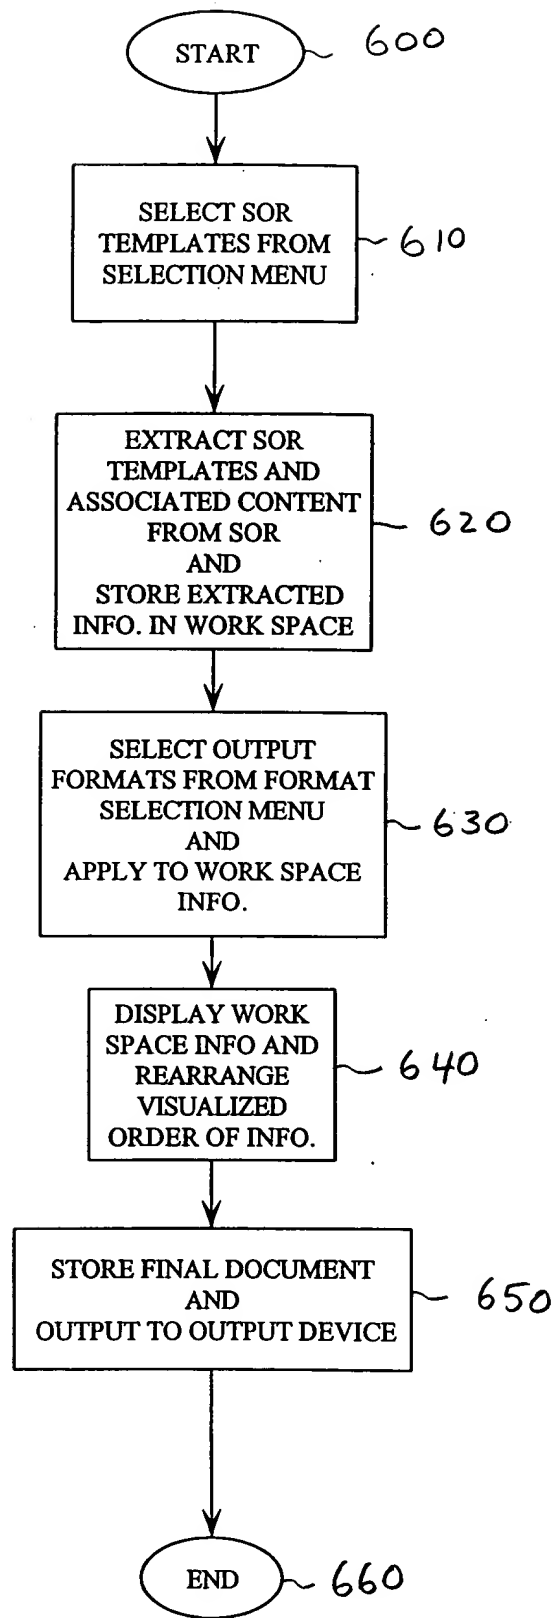 START
600
SELECT SOR
TEMPLATES FROM
SELECTION MENU
610
EXTRACT SOR
TEMPLATES AND
ASSOCIATED CONTENT
FROM SOR
AND
STORE EXTRACTED
INFO. IN WORK SPACE
620
SELECT OUTPUT
FORMATS FROM FORMAT
SELECTION MENU
AND
APPLY TO WORK SPACE
INFO.
630
DISPLAY WORK
SPACE INFO AND
REARRANGE
VISUALIZED
ORDER OF INFO.
640
STORE FINAL DOCUMENT
AND
OUTPUT TO OUTPUT DEVICE
650
END
660